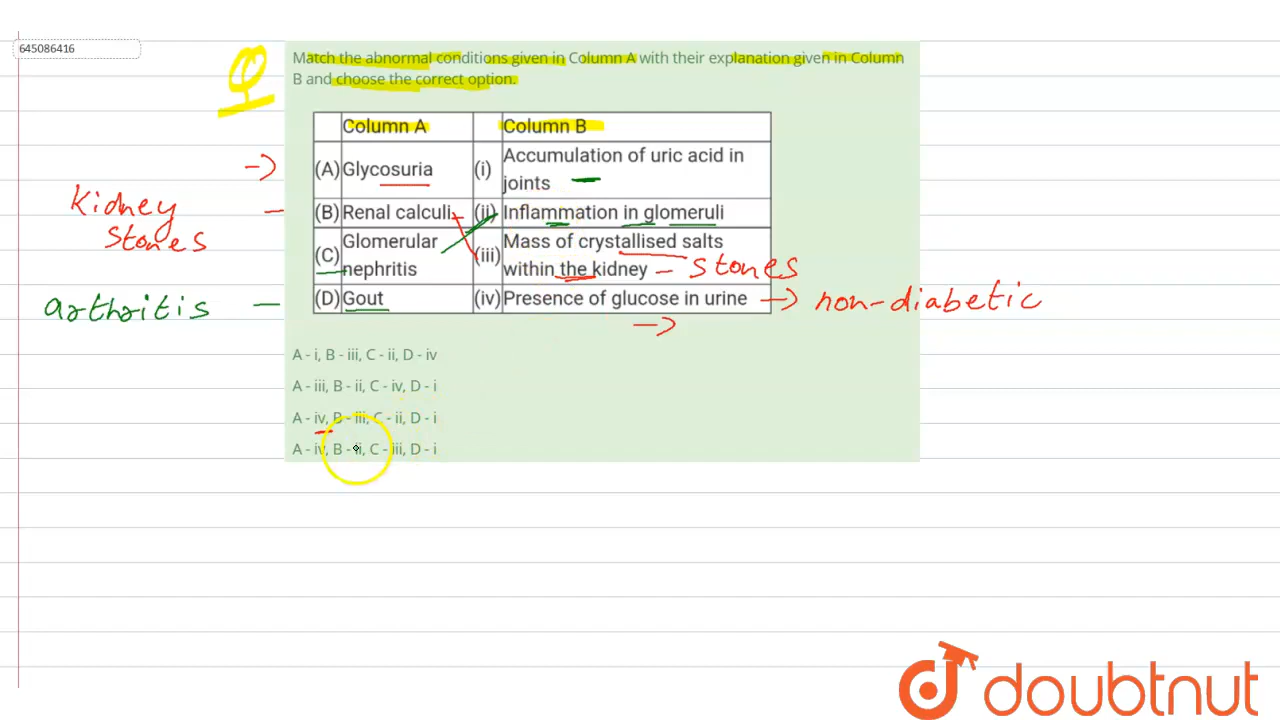 645086416
Q
Match the abnormal conditions given in Column A with their explanation given in Column
B and choose the correct option.
Column A Column B
(A) Glycosuria (i) Accumulation of uric acid in
joints
(B) Renal calculi (ii) Inflammation in glomeruli
(C) Glomerular
nephritis (iii) Mass of crystallised salts
within the kidney - stones
(D) Gout (iv) Presence of glucose in urine → non-diabetic
Kidney
Stones
arthritis
A - i, B - iii, C - ii, D - iv
A - iii, B - ii, C - iv, D - i
A - iv, B - iii, C - ii, D - i
A - iv, B - ii, C - iii, D - i
doubtnut